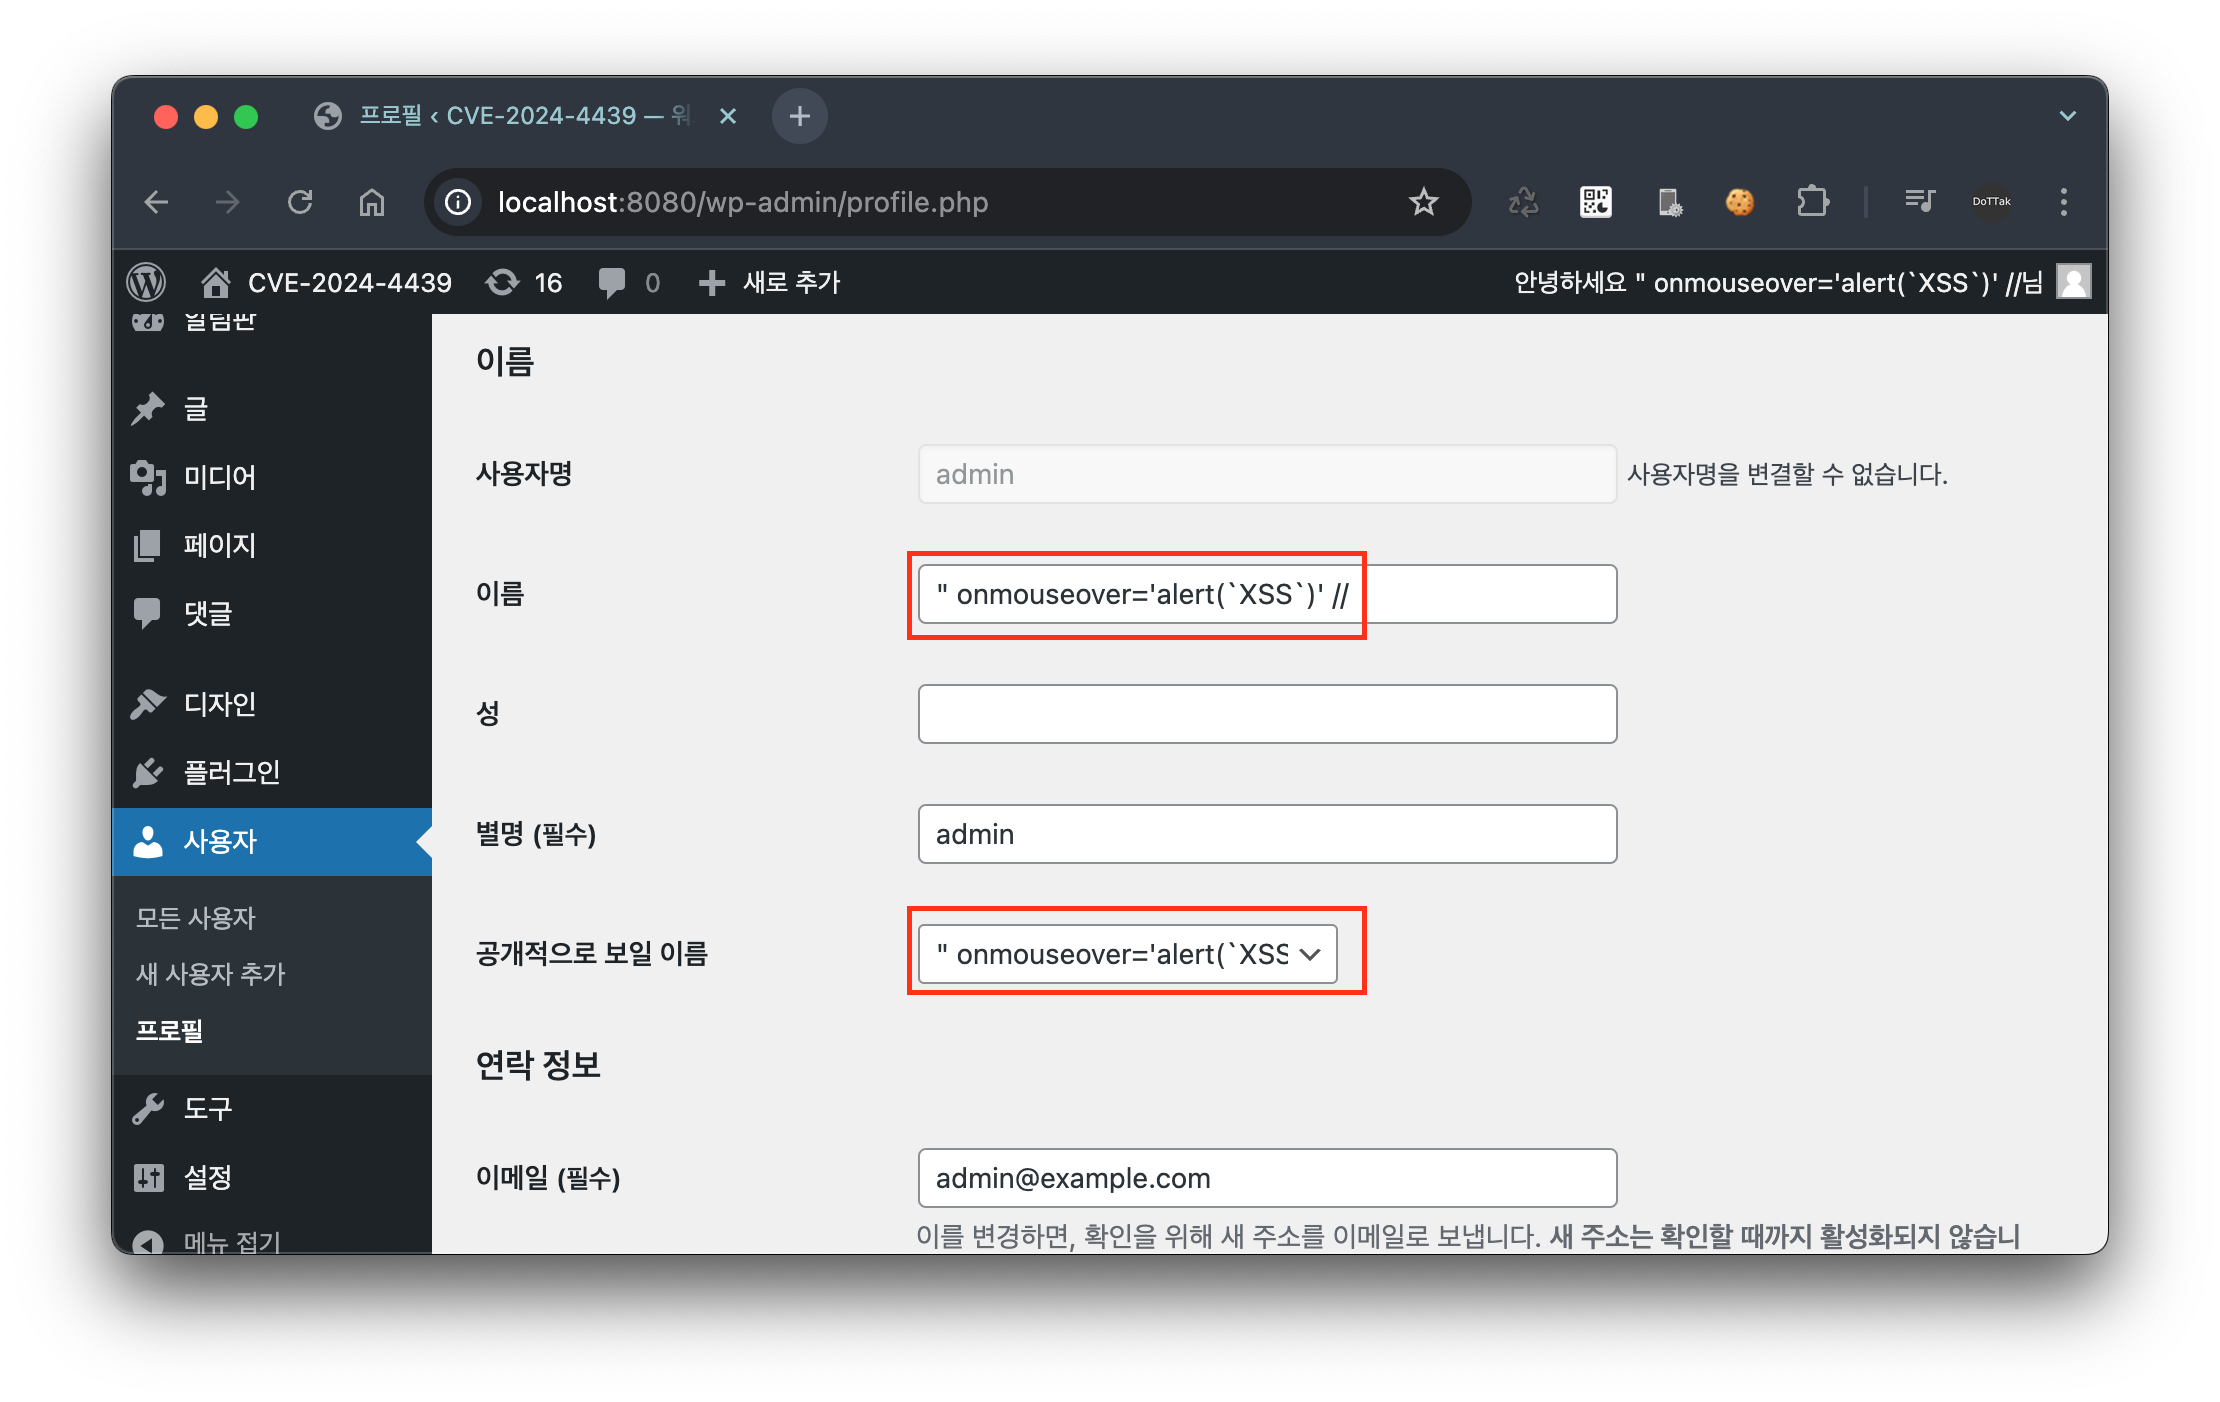 프로필 ‹ CVE-2024-4439 — 워
localhost:8080/wp-admin/profile.php
DoTTak
CVE-2024-4439 16 0 새로 추가 안녕하세요 " onmouseover='alert(`XSS`)' //님
알림판
이름
글
사용자명 admin 사용자명을 변결할 수 없습니다.
미디어
페이지
이름 " onmouseover='alert(`XSS`)' //
댓글
성
디자인
플러그인
별명 (필수) admin
사용자
모든 사용자
공개적으로 보일 이름 " onmouseover='alert(`XSS
새 사용자 추가
프로필
연락 정보
도구
설정
이메일 (필수) admin@example.com
이를 변경하면, 확인을 위해 새 주소를 이메일로 보냅니다. 새 주소는 확인할 때까지 활성화되지 않습니
메뉴 접기